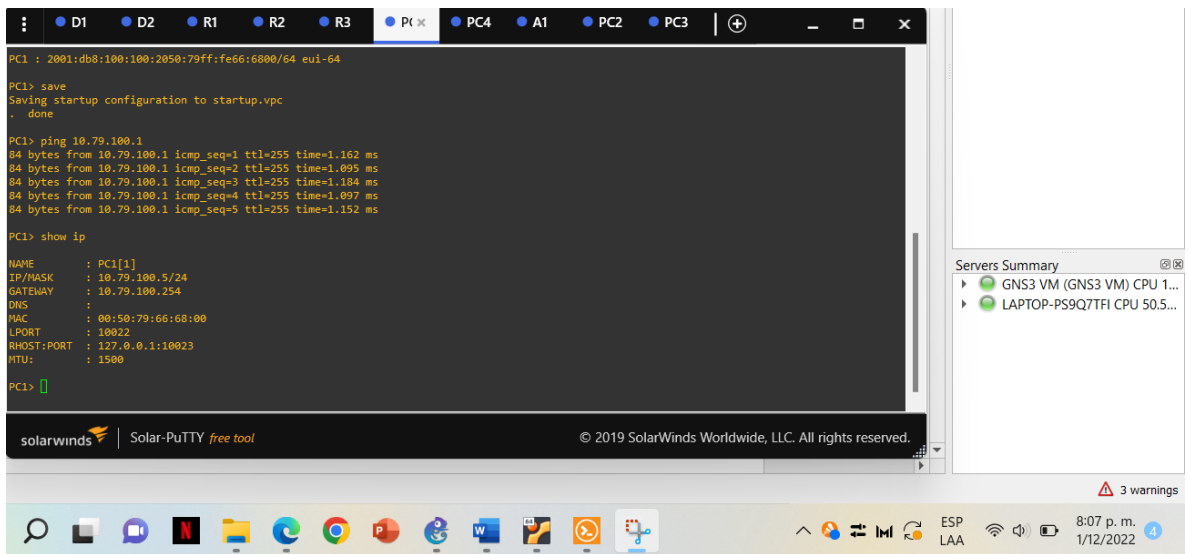 D1 D2 R1 R2 R3 PC4 A1 PC2 PC3
PC1 : 2001:db8:100:100:2050:79ff:fe66:6800/64 eui-64
PC1> save
Saving startup configuration to startup.vpc
. done
PC1> ping 10.79.100.1
84 bytes from 10.79.100.1 icmp_seq=1 ttl=255 time=1.162 ms
84 bytes from 10.79.100.1 icmp_seq=2 ttl=255 time=1.095 ms
84 bytes from 10.79.100.1 icmp_seq=3 ttl=255 time=1.184 ms
84 bytes from 10.79.100.1 icmp_seq=4 ttl=255 time=1.097 ms
84 bytes from 10.79.100.1 icmp_seq=5 ttl=255 time=1.152 ms
PC1> show ip
NAME : PC1[1]
IP/MASK : 10.79.100.5/24
GATEWAY : 10.79.100.254
DNS :
MAC : 00:50:79:66:68:00
LPORT : 10022
RHOST:PORT : 127.0.0.1:10023
MTU: : 1500
PC1>
solarwinds Solar-PuTTY free tool © 2019 SolarWinds Worldwide, LLC. All rights reserved.
Servers Summary
GNS3 VM (GNS3 VM) CPU 1...
LAPTOP-PS9Q7TFI CPU 50.5...
3 warnings
ESP
LAA
8:07 p. m.
1/12/2022
4